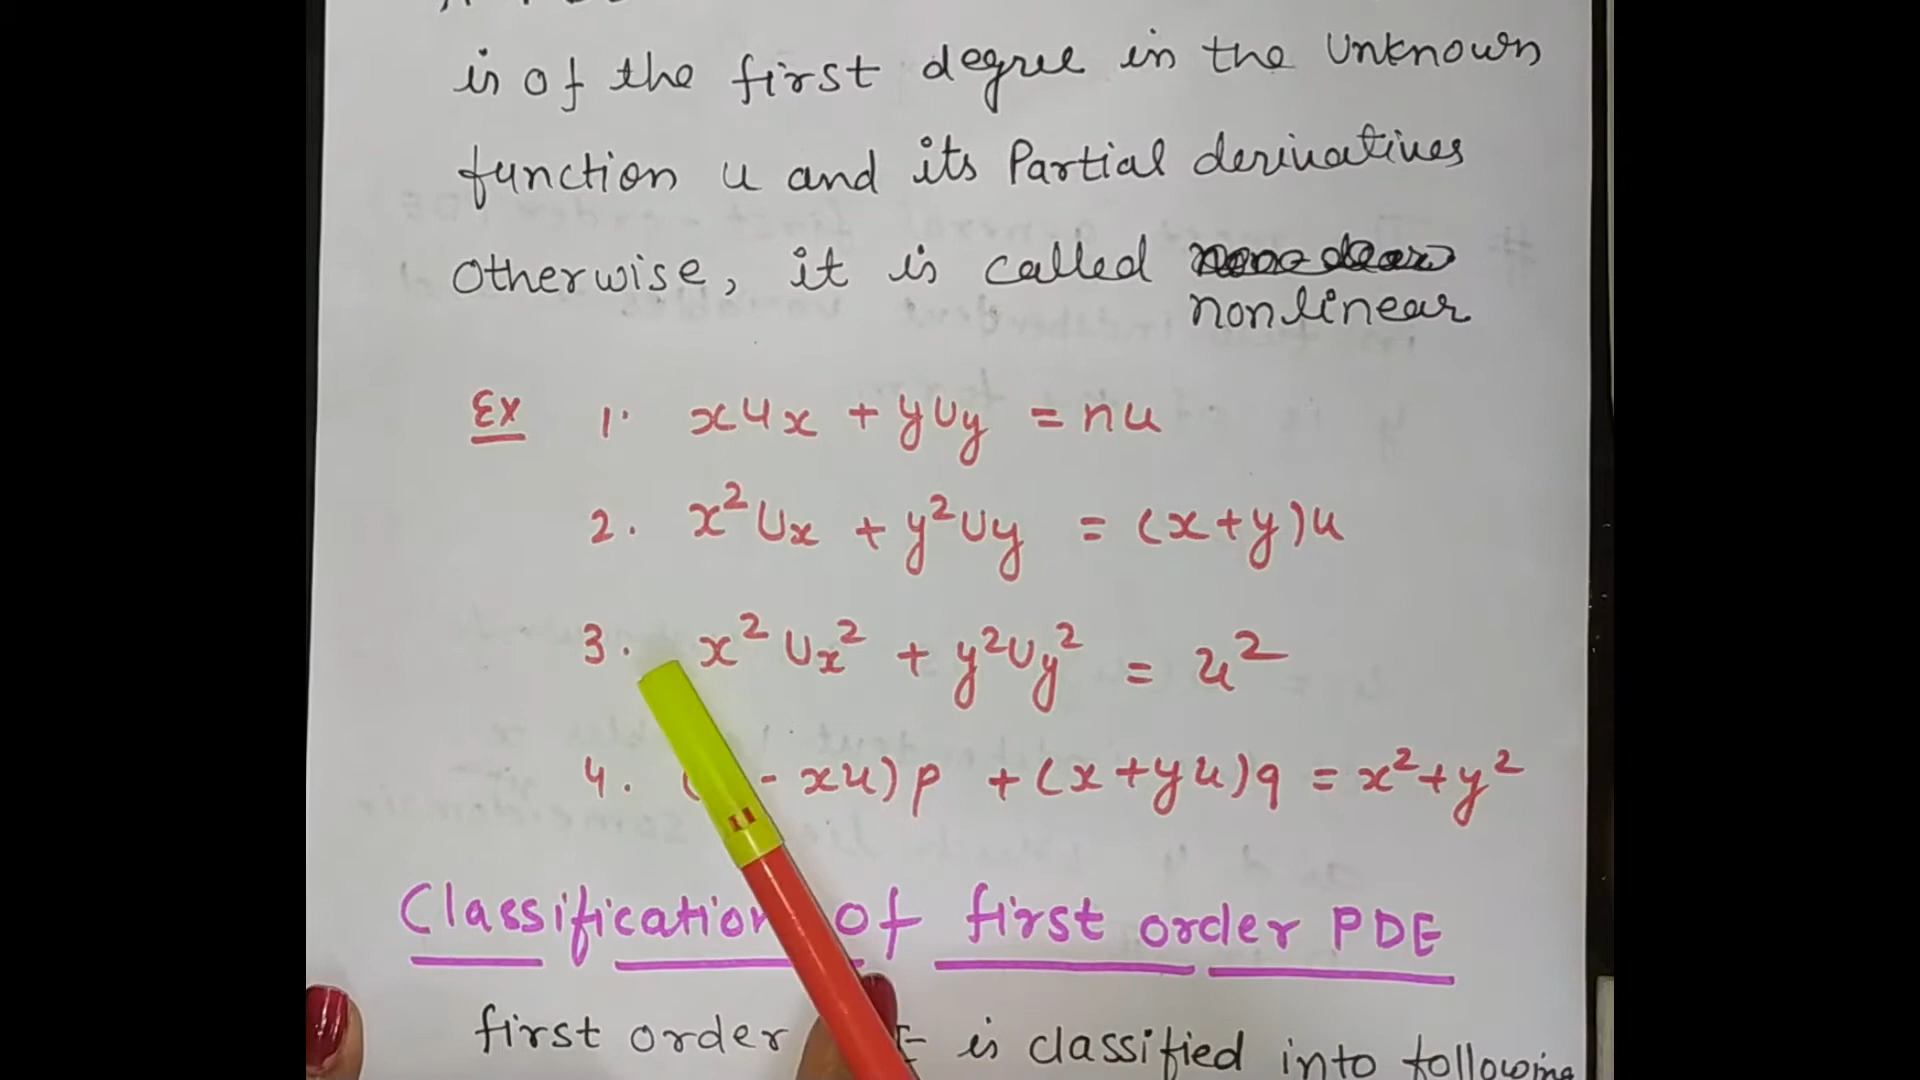 is of the first degree in the unknown
function u and its Partial derivatives
otherwise, it is called
nonlinear
Ex 1. xux + yuy = nu
2. x²Ux + y²Uy = (x+y)u
3. x²Ux² + y²Uy² = u²
4. ( - xu)p + (x+yu)q = x²+y²
Classification of first order PDE
first order is classified into following